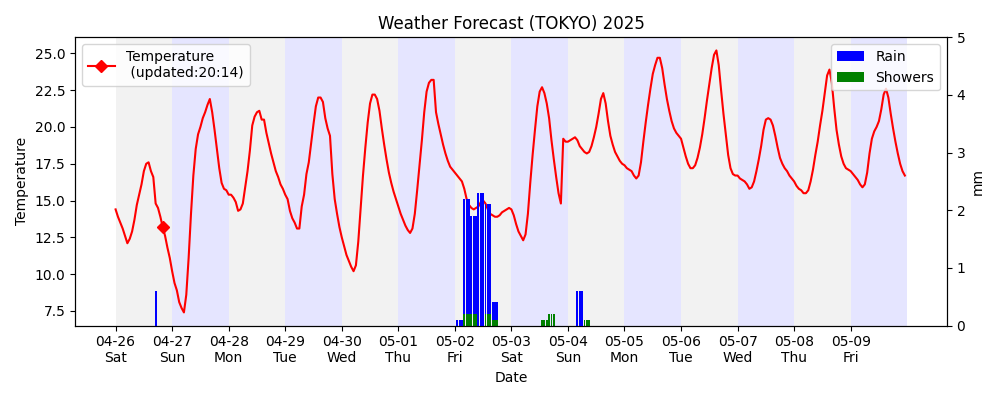 Weather Forecast (TOKYO) 2025
Temperature
(updated:20:14)
Rain
Showers
Temperature
25.0
22.5
20.0
17.5
15.0
12.5
10.0
7.5
5
4
3
2
1
0
mm
04-26 04-27 04-28 04-29 04-30 05-01 05-02 05-03 05-04 05-05 05-06 05-07 05-08 05-09
Sat Sun Mon Tue Wed Thu Fri Sat Sun Mon Tue Wed Thu Fri
Date